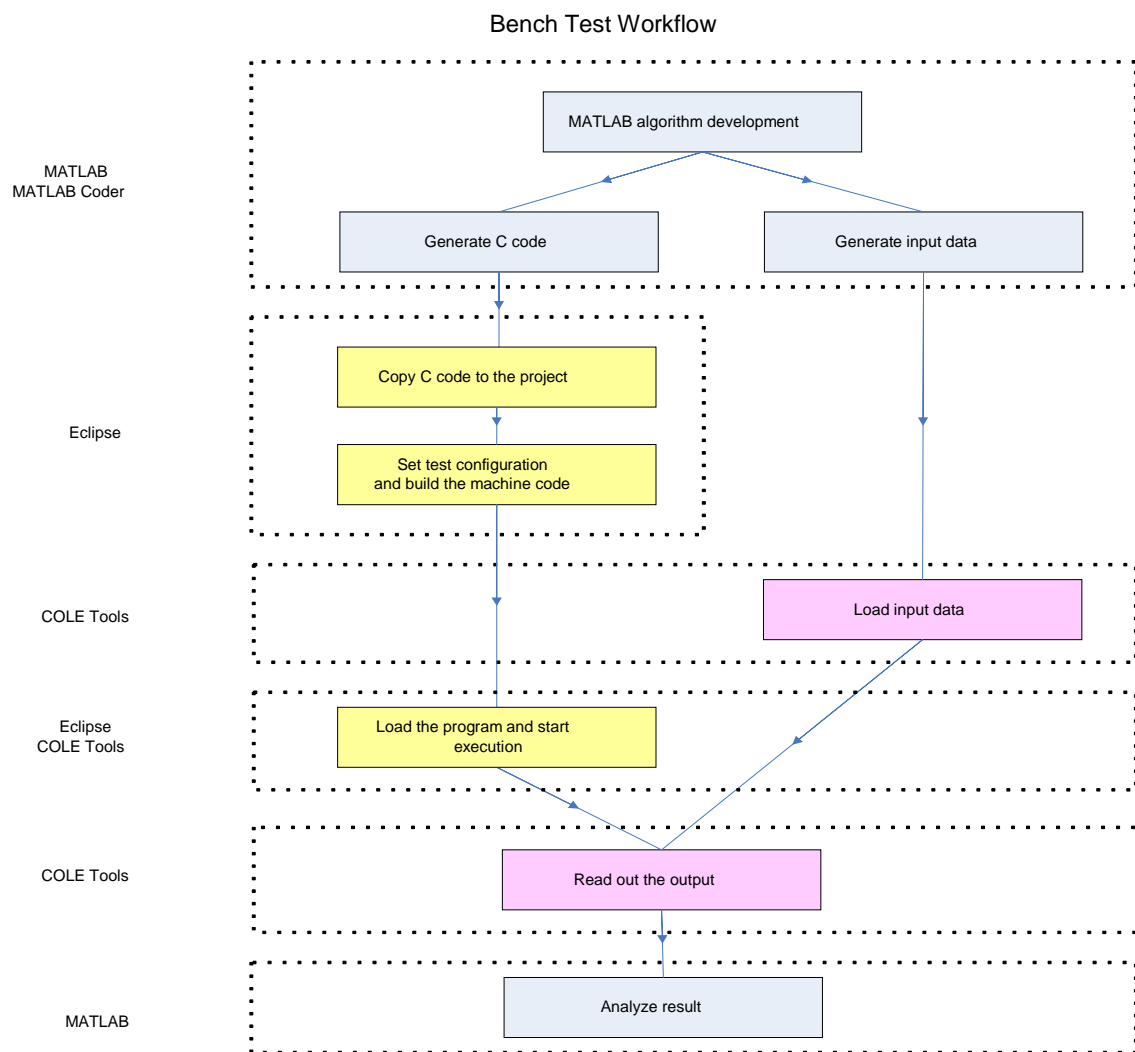 Bench Test Workflow
MATLAB algorithm development
MATLAB
MATLAB Coder
Generate C code
Generate input data
Copy C code to the project
Eclipse
Set test configuration
and build the machine code
COLE Tools
Load input data
Eclipse
COLE Tools
Load the program and start
execution
COLE Tools
Read out the output
MATLAB
Analyze result